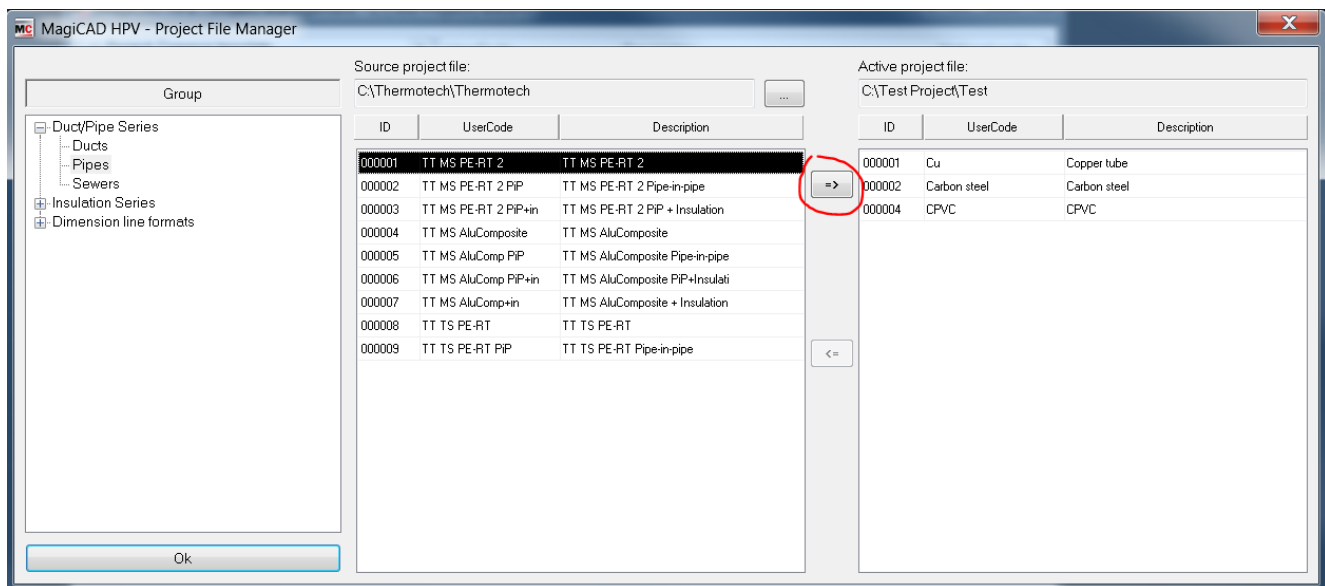 MC MagiCAD HPV - Project File Manager
X
Group
Duct/Pipe Series
Ducts
Pipes
Sewers
Insulation Series
Dimension line formats
Ok
Source project file:
C:\Thermotech\Thermotech
...
ID UserCode Description
000001 TT MS PE-RT 2 TT MS PE-RT 2
000002 TT MS PE-RT 2 PiP TT MS PE-RT 2 Pipe-in-pipe
000003 TT MS PE-RT 2 PiP+in TT MS PE-RT 2 PiP + Insulation
000004 TT MS AluComposite TT MS AluComposite
000005 TT MS AluComp PiP TT MS AluComposite Pipe-in-pipe
000006 TT MS AluComp PiP+in TT MS AluComposite PiP+Insulati
000007 TT MS AluComp+in TT MS AluComposite + Insulation
000008 TT TS PE-RT TT TS PE-RT
000009 TT TS PE-RT PiP TT TS PE-RT Pipe-in-pipe
=>
<=
Active project file:
C:\Test Project\Test
ID UserCode Description
000001 Cu Copper tube
000002 Carbon steel Carbon steel
000004 CPVC CPVC